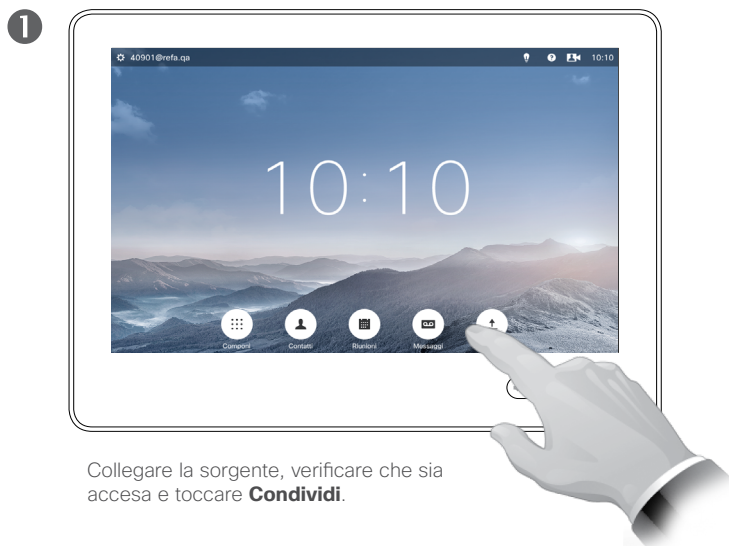 1
40901@refa.qa
10:10
10:10
Componi
Contatti
Riunioni
Messaggi
Collegare la sorgente, verificare che sia
accesa e toccare Condividi.